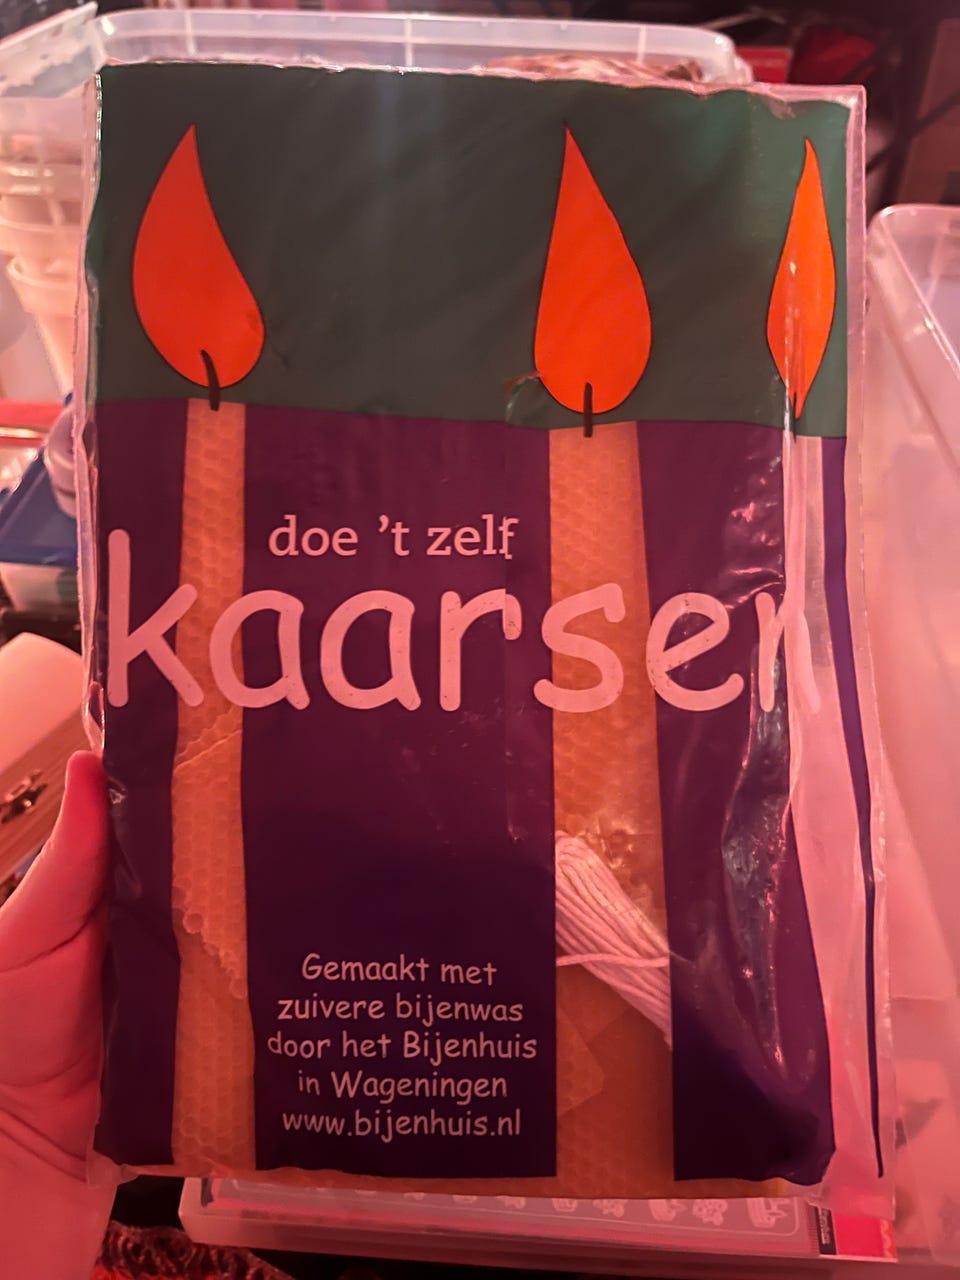 doe 't zelf
kaarsen
Gemaakt met
zuivere bijenwas
door het Bijenhuis
in Wageningen
www.bijenhuis.nl